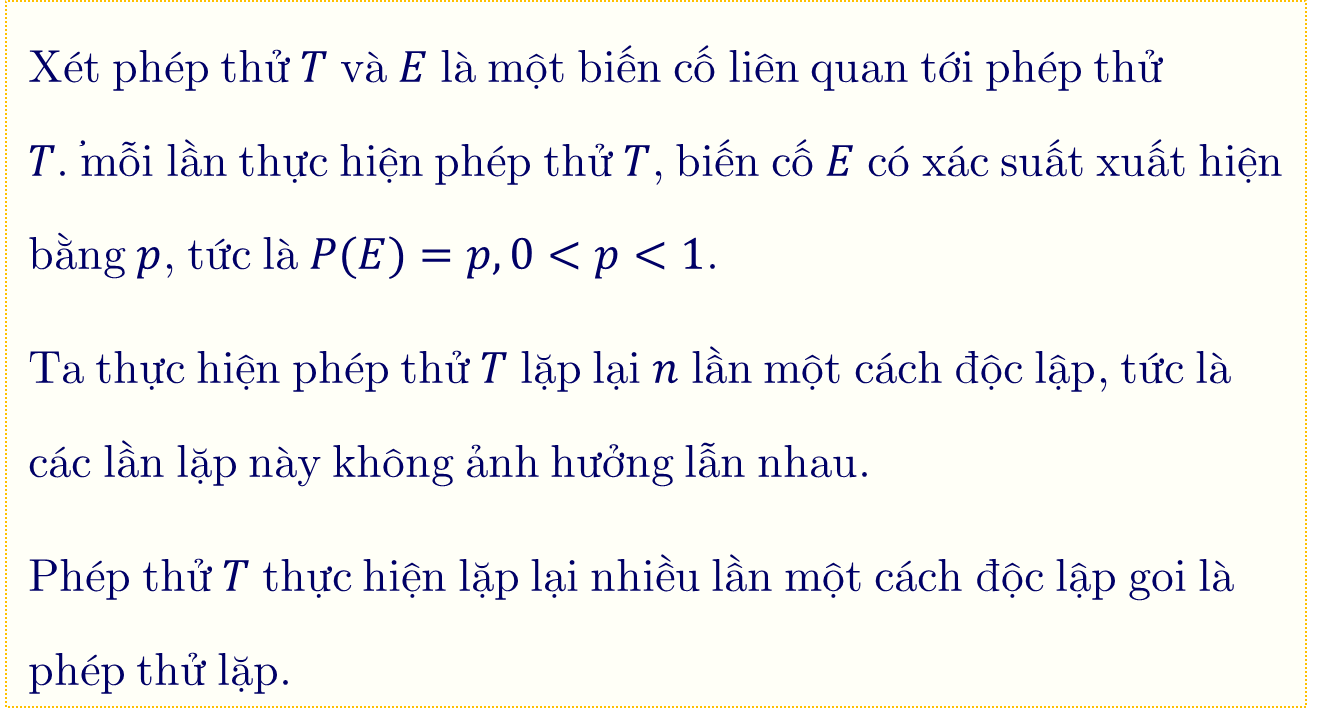 Xét phép thử T và E là một biến cố liên quan tới phép thử
T. mỗi lần thực hiện phép thử T, biến cố E có xác suất xuất hiện
bằng p, tức là P(E) = p, 0 < p < 1.
Ta thực hiện phép thử T lặp lại n lần một cách độc lập, tức là
các lần lặp này không ảnh hưởng lẫn nhau.
Phép thử T thực hiện lặp lại nhiều lần một cách độc lập goi là
phép thử lặp.